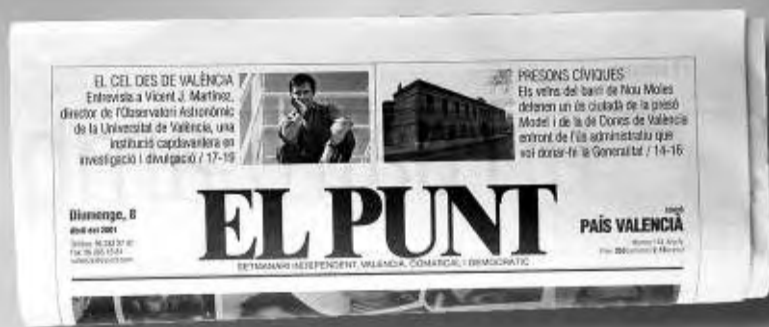 EL CEL DES DE VALÈNCIA
Entrevista a Vicent J. Martínez,
director de l'Observatori Astronòmic
de la Universitat de València, una
institució capdavantera en
investigació i divulgació / 17-19
PRESONS CÍVIQUES
Els veïns del barri de Nou Moles
defenen un ús ciutadà de la presó
Model i de la de Dones de València
enfront de l'ús administratiu que
vol donar-hi la Generalitat / 14-16
Diumenge, 8
abril del 2001
EL PUNT
PAÍS VALENCIÀ
SETMANARI INDEPENDENT, VALENCIÀ, COMARCAL I DEMOCRÀTIC